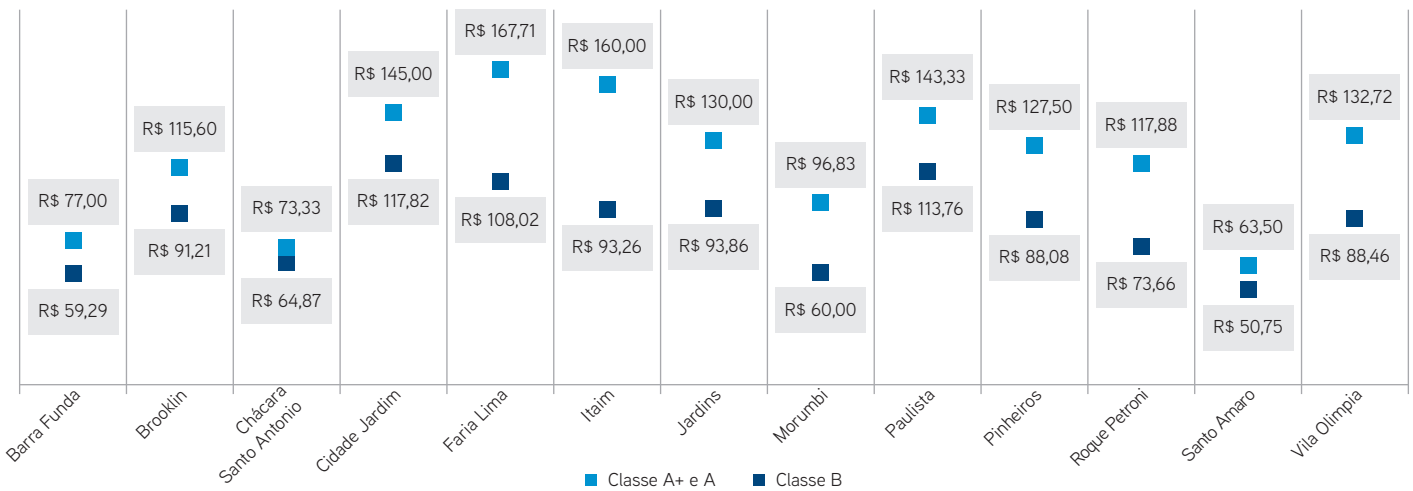 R$ 77,00
R$ 59,29
R$ 115,60
R$ 91,21
R$ 73,33
R$ 64,87
R$ 145,00
R$ 117,82
R$ 167,71
R$ 108,02
R$ 160,00
R$ 93,26
R$ 130,00
R$ 93,86
R$ 96,83
R$ 60,00
R$ 143,33
R$ 113,76
R$ 127,50
R$ 88,08
R$ 117,88
R$ 73,66
R$ 63,50
R$ 50,75
R$ 132,72
R$ 88,46
Barra Funda
Brooklin
Chácara
Santo Antonio
Cidade Jardim
Faria Lima
Itaim
Jardins
Morumbi
Paulista
Pinheiros
Roque Petroni
Santo Amaro
Vila Olimpia
Classe A+ e A
Classe B